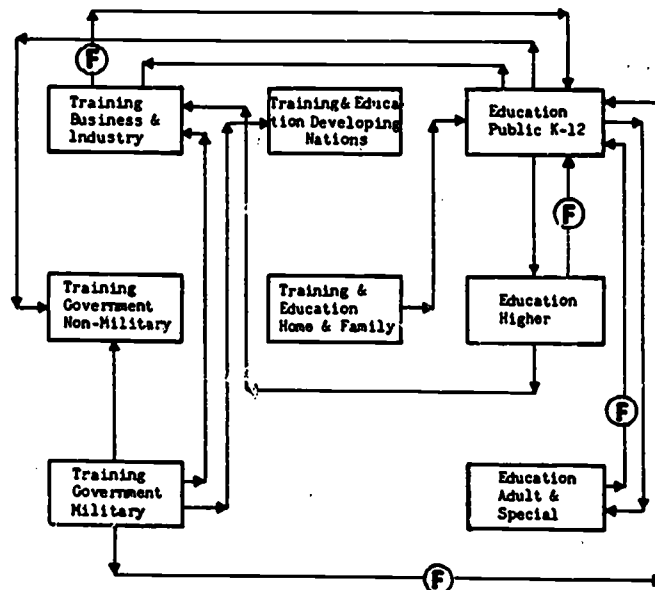 F
Training
Business &
Industry
Training & Educa
tion Developing
Nations
Education
Public K-12
F
Training
Government
Non-Military
Training &
Education
Home & Family
Education
Higher
F
Training
Government
Military
Education
Adult &
Special
F